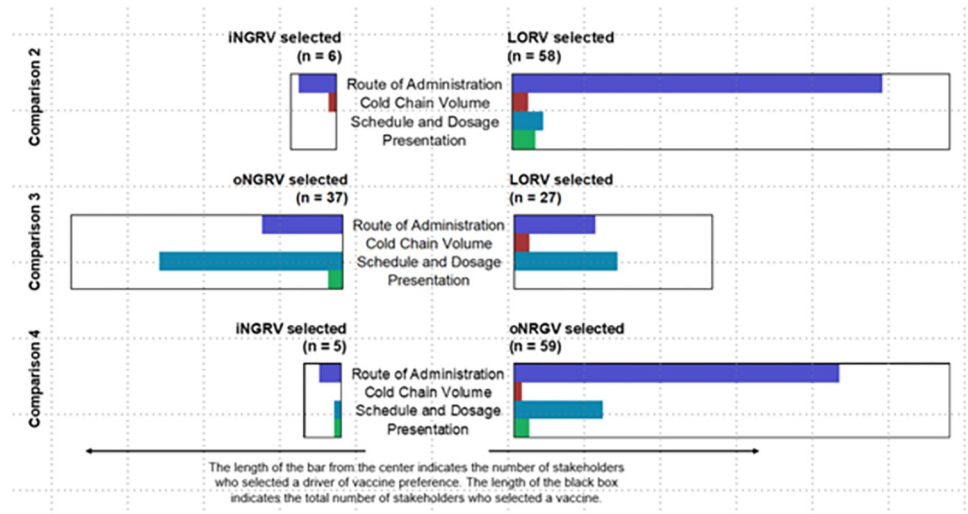 Comparison 2
iNGRV selected
(n = 6)
LORV selected
(n = 58)
Route of Administration
Cold Chain Volume
Schedule and Dosage
Presentation
Comparison 3
oNGRV selected
(n = 37)
LORV selected
(n = 27)
Route of Administration
Cold Chain Volume
Schedule and Dosage
Presentation
Comparison 4
iNGRV selected
(n = 5)
oNRGV selected
(n = 59)
Route of Administration
Cold Chain Volume
Schedule and Dosage
Presentation
The length of the bar from the center indicates the number of stakeholders
who selected a driver of vaccine preference. The length of the black box
indicates the total number of stakeholders who selected a vaccine.